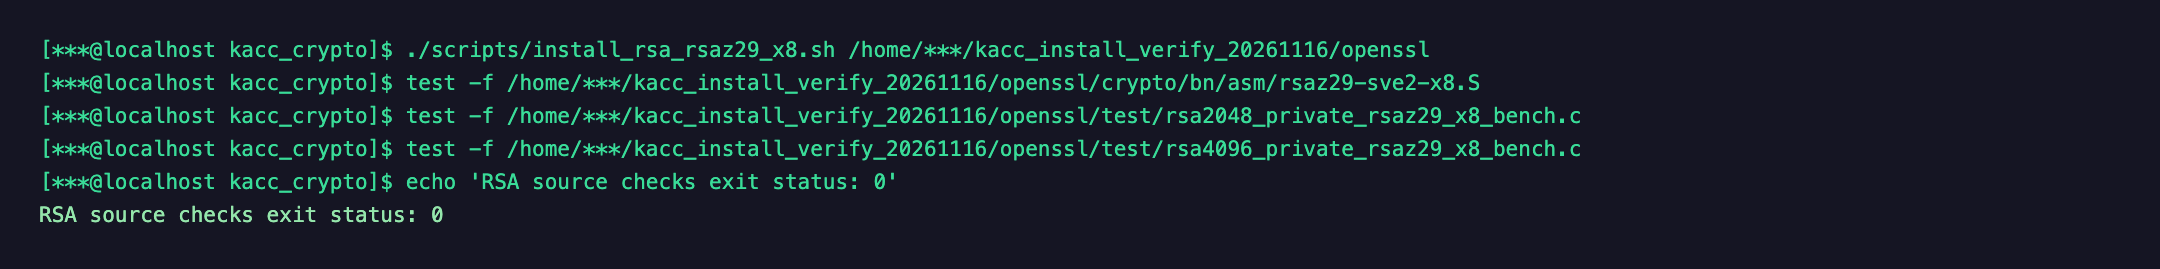 [***@localhost kacc_crypto]$ ./scripts/install_rsa_rsaz29_x8.sh /home/***/kacc_install_verify_20261116/openssl
[***@localhost kacc_crypto]$ test -f /home/***/kacc_install_verify_20261116/openssl/crypto/bn/asm/rsaz29-sve2-x8.S
[***@localhost kacc_crypto]$ test -f /home/***/kacc_install_verify_20261116/openssl/test/rsa2048_private_rsaz29_x8_bench.c
[***@localhost kacc_crypto]$ test -f /home/***/kacc_install_verify_20261116/openssl/test/rsa4096_private_rsaz29_x8_bench.c
[***@localhost kacc_crypto]$ echo 'RSA source checks exit status: 0'
RSA source checks exit status: 0